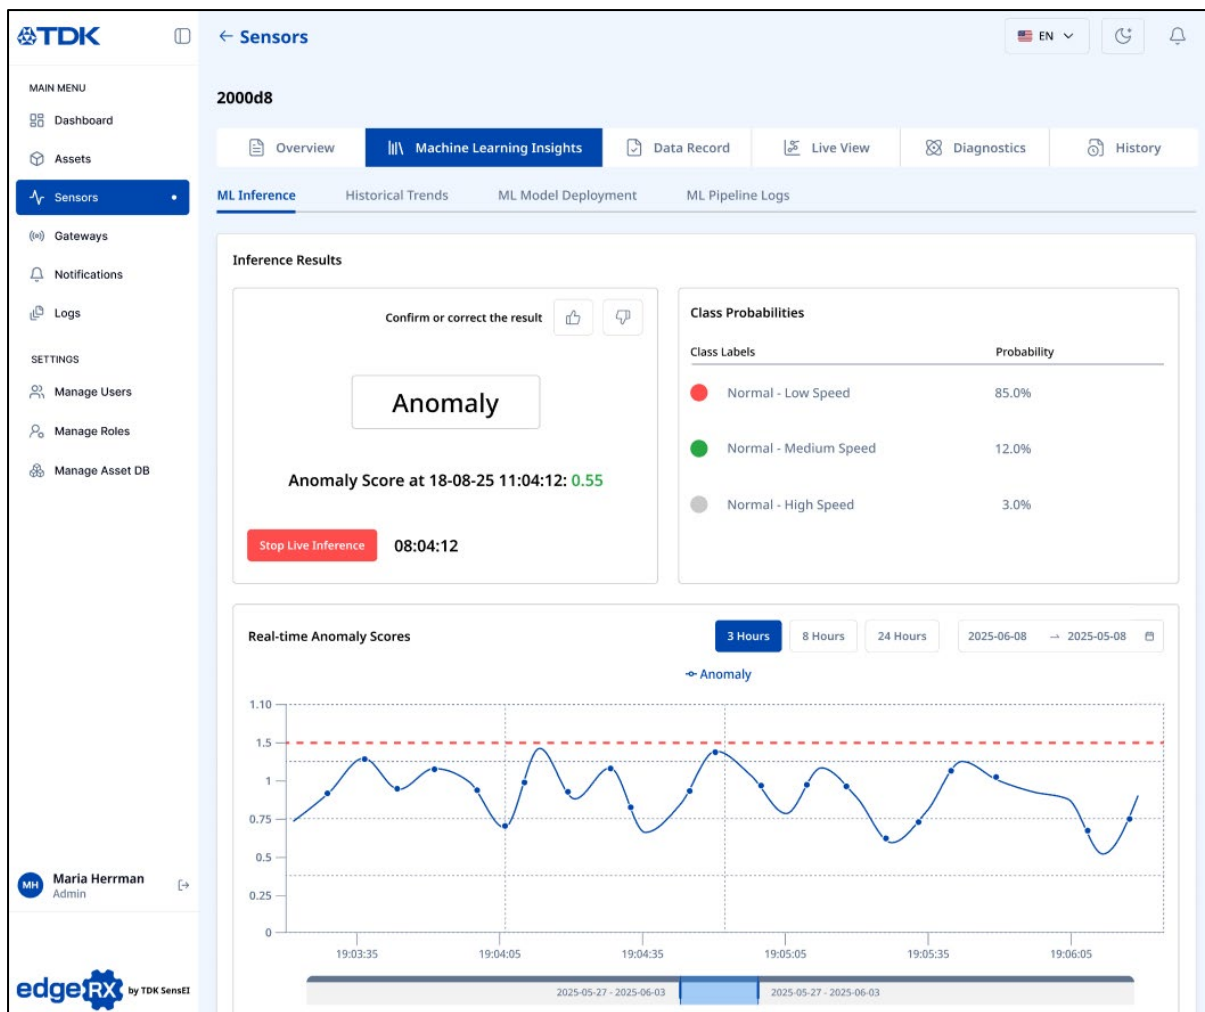 TDK
← Sensors
EN
MAIN MENU
Dashboard
Assets
Sensors
Gateways
Notifications
Logs
SETTINGS
Manage Users
Manage Roles
Manage Asset DB
MH
Maria Herrman
Admin
edge RX by TDK SensEI
2000d8
Overview
Machine Learning Insights
Data Record
Live View
Diagnostics
History
ML Inference
Historical Trends
ML Model Deployment
ML Pipeline Logs
Inference Results
Confirm or correct the result
Anomaly
Anomaly Score at 18-08-25 11:04:12: 0.55
Stop Live Inference 08:04:12
Class Probabilities
Class Labels Probability
Normal - Low Speed 85.0%
Normal - Medium Speed 12.0%
Normal - High Speed 3.0%
Real-time Anomaly Scores
3 Hours
8 Hours
24 Hours
2025-06-08 → 2025-05-08
Anomaly
1.10
1.5
1
0.75
0.5
0.25
0
19:03:35 19:04:05 19:04:35 19:05:05 19:05:35 19:06:05
2025-05-27 - 2025-06-03 2025-05-27 - 2025-06-03